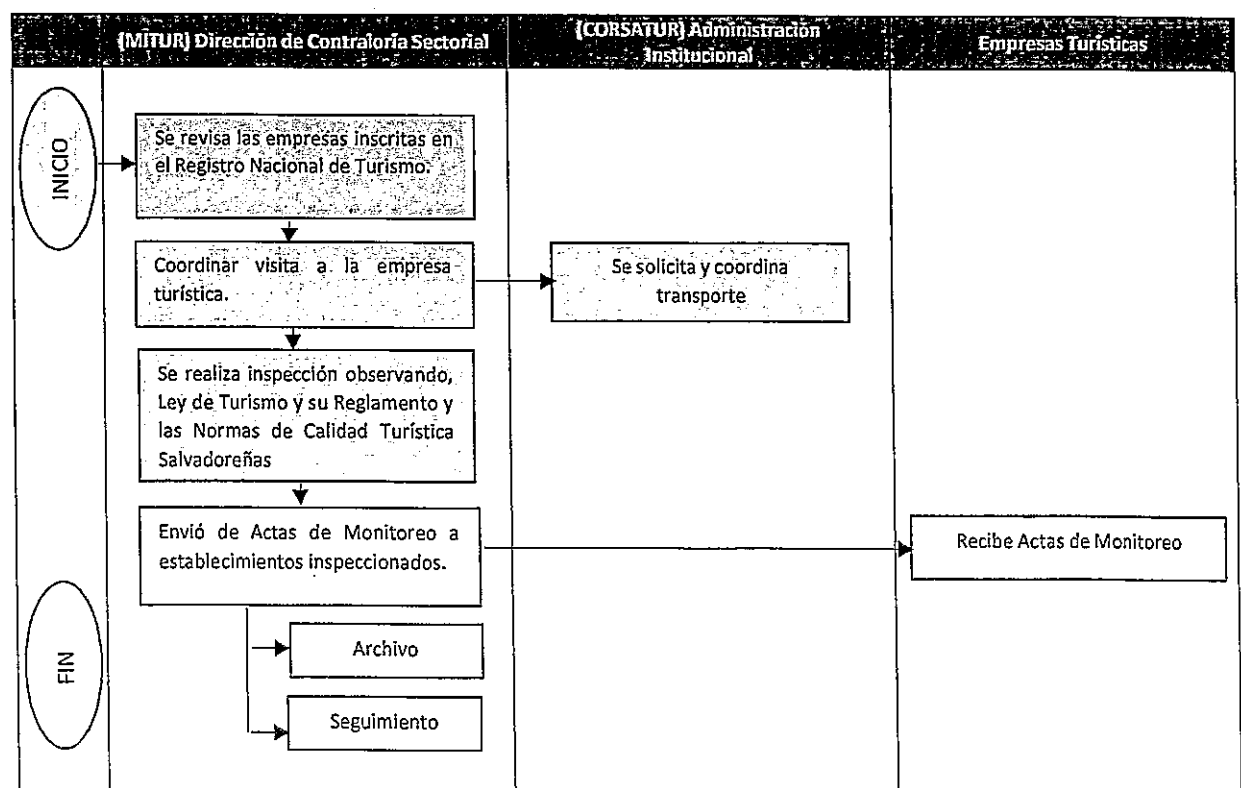 (MITUR) Dirección de Contraloría Sectorial
(CORSATUR) Administración
Institucional
Empresas Turísticas
INICIO
Se revisa las empresas inscritas en
el Registro Nacional de Turismo.
Coordinar visita a la empresa
turística.
Se solicita y coordina
transporte
Se realiza inspección observando,
Ley de Turismo y su Reglamento y
las Normas de Calidad Turística
Salvadoreñas
Envió de Actas de Monitoreo a
establecimientos inspeccionados.
Recibe Actas de Monitoreo
Archivo
Seguimiento
FIN